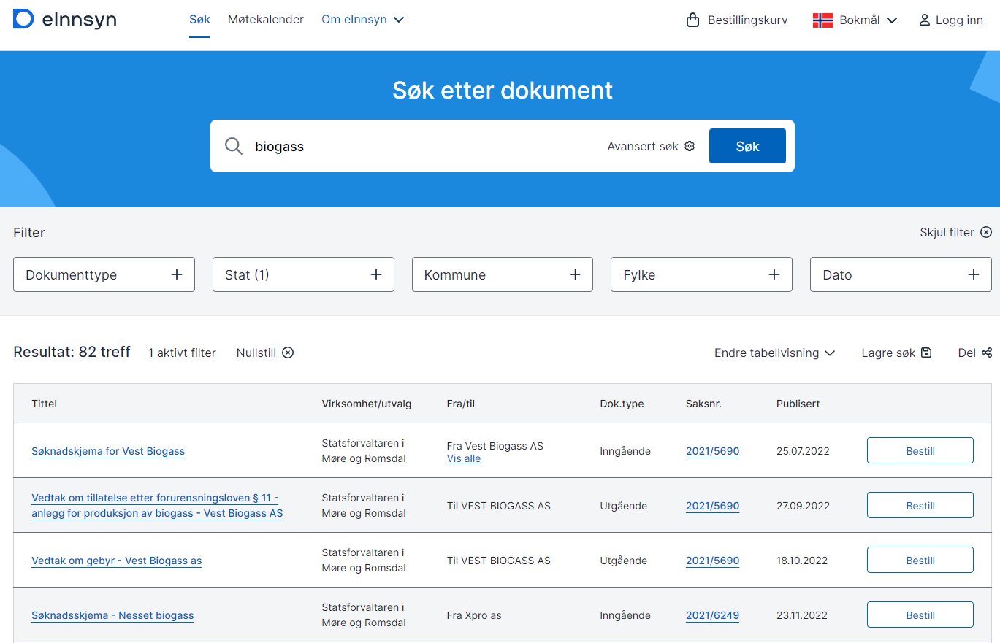 eInnsyn
Søk
Møtekalender
Om eInnsyn
Bestillingskurv
Bokmål
Logg inn
Søk etter dokument
biogass
Avansert søk
Søk
Filter
Skjul filter
Dokumenttype
Stat (1)
Kommune
Fylke
Dato
Resultat: 82 treff
1 aktivt filter
Nullstill
Endre tabellvisning
Lagre søk
Del
Tittel
Virksomhet/utvalg
Fra/til
Dok.type
Saksnr.
Publisert
Søknadskjema for Vest Biogass
Statsforvaltaren i
Møre og Romsdal
Fra Vest Biogass AS
Vis alle
Inngående
2021/5690
25.07.2022
Bestill
Vedtak om tillatelse etter forurensningsloven § 11 -
anlegg for produksjon av biogass - Vest Biogass AS
Statsforvaltaren i
Møre og Romsdal
Til VEST BIOGASS AS
Utgående
2021/5690
27.09.2022
Bestill
Vedtak om gebyr - Vest Biogass as
Statsforvaltaren i
Møre og Romsdal
Til VEST BIOGASS AS
Utgående
2021/5690
18.10.2022
Bestill
Søknadsskjema - Nesset biogass
Statsforvaltaren i
Møre og Romsdal
Fra Xpro as
Inngående
2021/6249
23.11.2022
Bestill